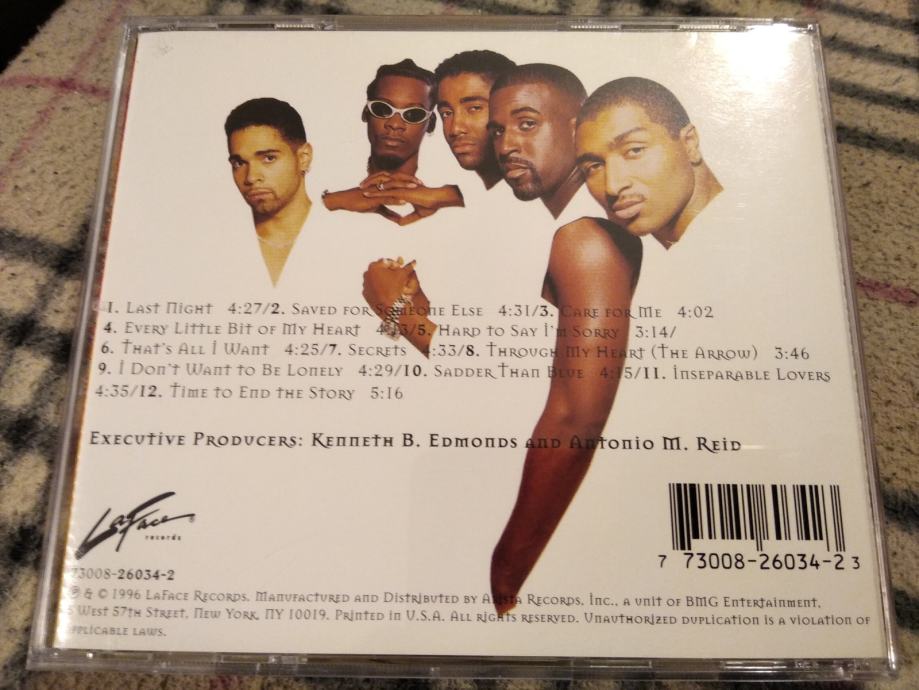 1. Last Night 4:27/2. Saved for Someone Else 4:31/3. Care for Me 4:02
4. Every Little Bit of My Heart 4:13/5. Hard to Say I'm Sorry 3:14/
6. That's All I Want 4:25/7. Secrets 4:33/8. Through My Heart (The Arrow) 3:46
9. I Don't Want to Be Lonely 4:29/10. Sadder Than Blue 4:15/11. Inseparable Lovers
4:35/12. Time to End the Story 5:16
Executive Producers: Kenneth B. Edmonds and Antonio M. Reid
LaFace®
records
73008-26034-2
7 73008-26034-2 3
℗ & © 1996 LaFace Records. Manufactured and Distributed by Arista Records, Inc., a unit of BMG Entertainment,
6 West 57th Street, New York, NY 10019. Printed in U.S.A. All rights reserved. Unauthorized duplication is a violation of
applicable laws.